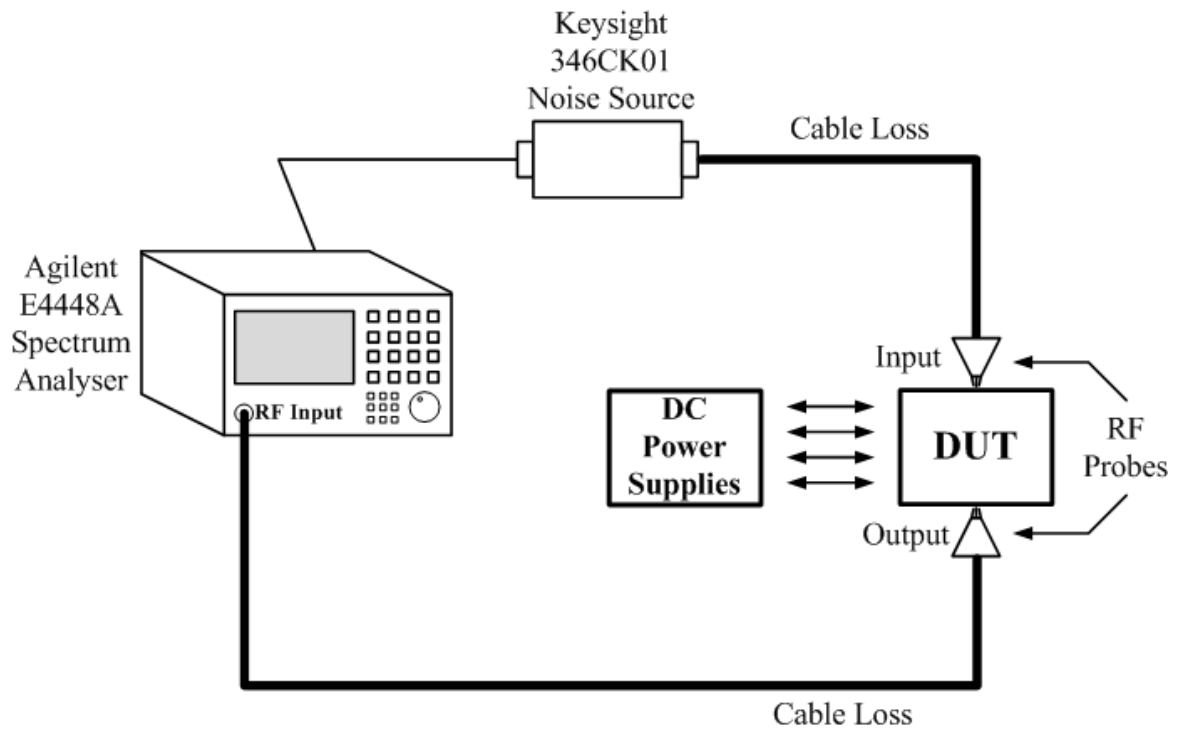 Keysight
346CK01
Noise Source
Cable Loss
Agilent
E4448A
Spectrum
Analyser
RF Input
Input
DC
Power
Supplies
DUT
RF
Probes
Output
Cable Loss